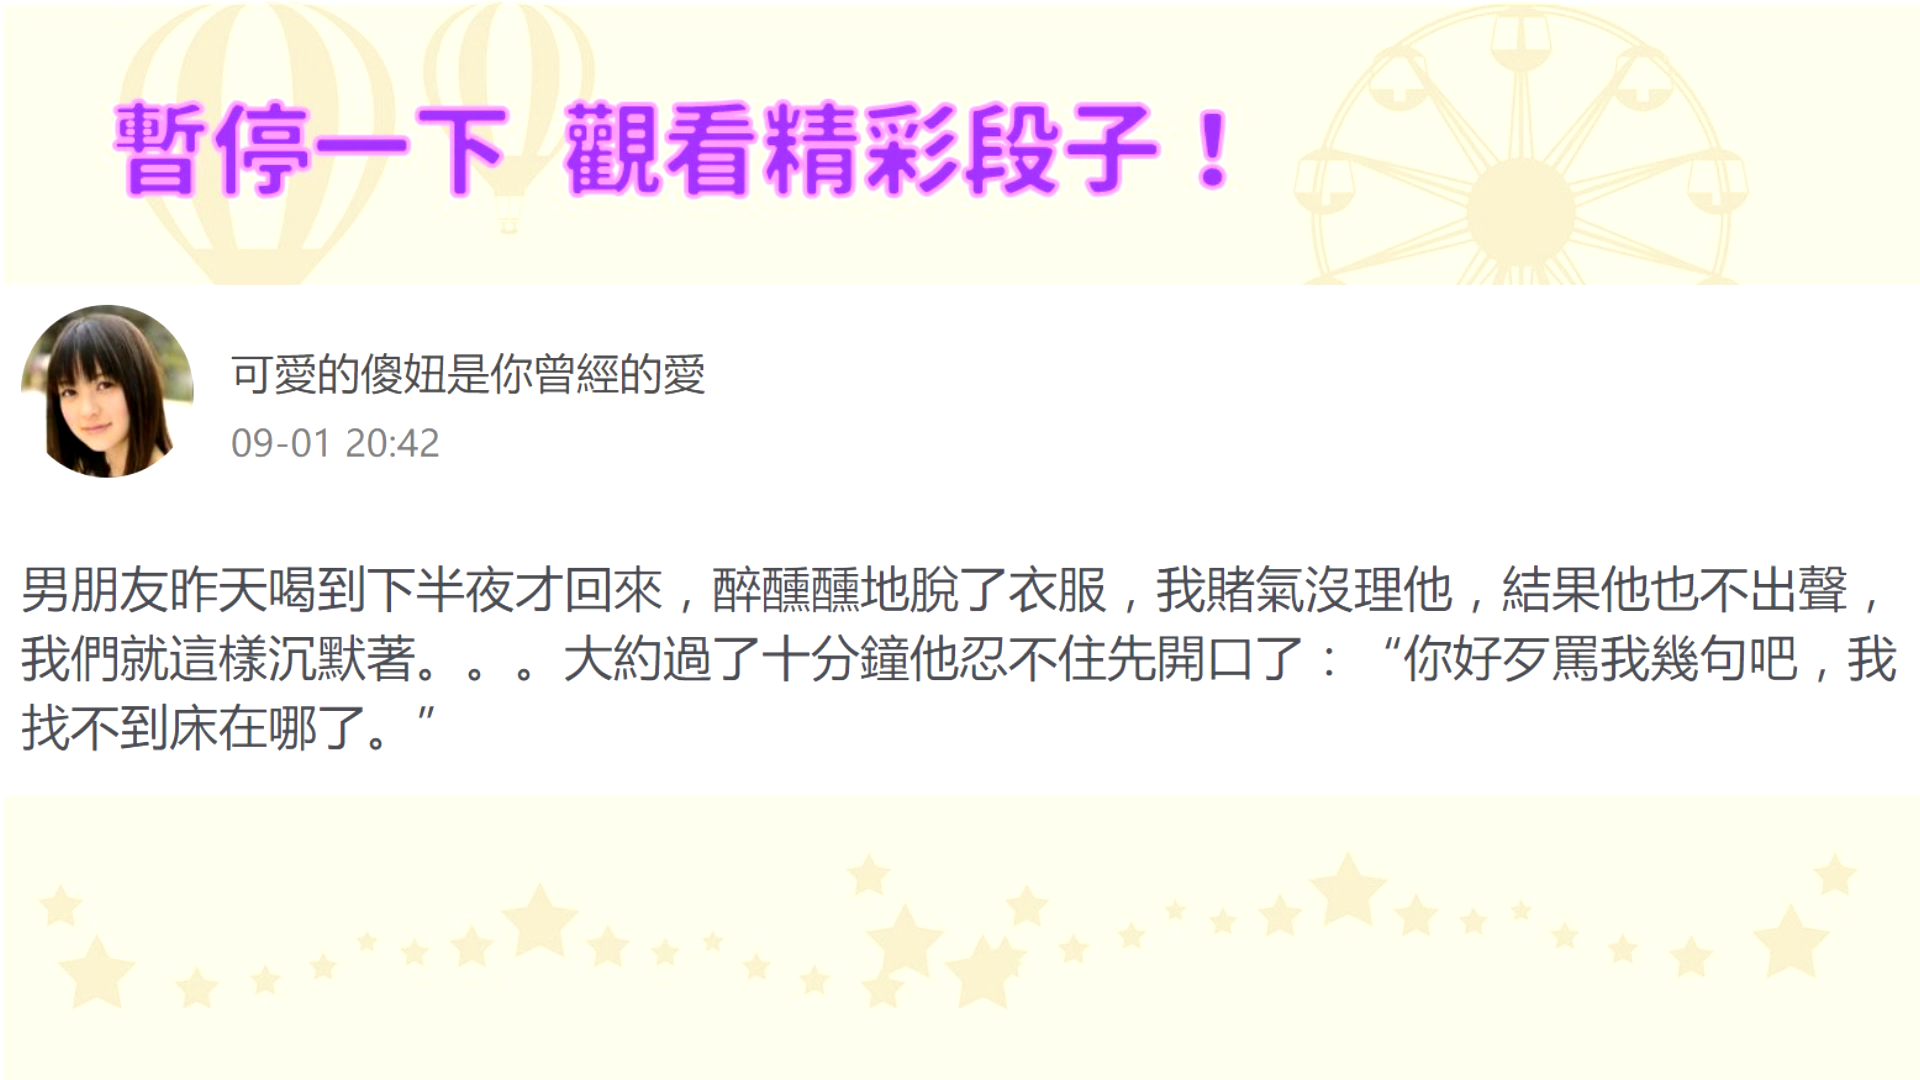 暫停一下 觀看精彩段子！
可愛的傻妞是你曾經的愛
09-01 20:42
男朋友昨天喝到下半夜才回來，醉醺醺地脫了衣服，我賭氣沒理他，結果他也不出聲，
我們就這樣沉默著。。。大約過了十分鐘他忍不住先開口了：“你好歹罵我幾句吧，我
找不到床在哪了。”